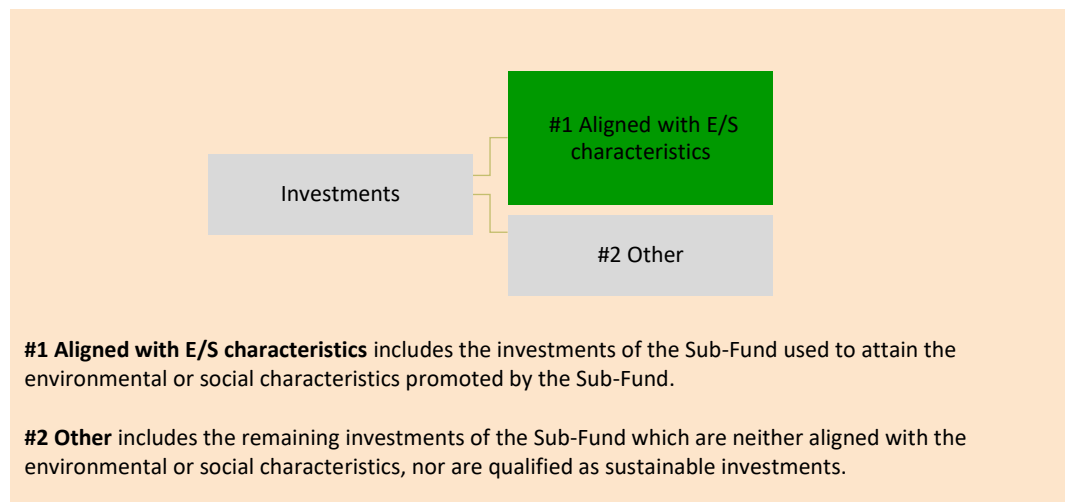 #1 Aligned with E/S
characteristics
Investments
#2 Other
#1 Aligned with E/S characteristics includes the investments of the Sub-Fund used to attain the
environmental or social characteristics promoted by the Sub-Fund.
#2 Other includes the remaining investments of the Sub-Fund which are neither aligned with the
environmental or social characteristics, nor are qualified as sustainable investments.